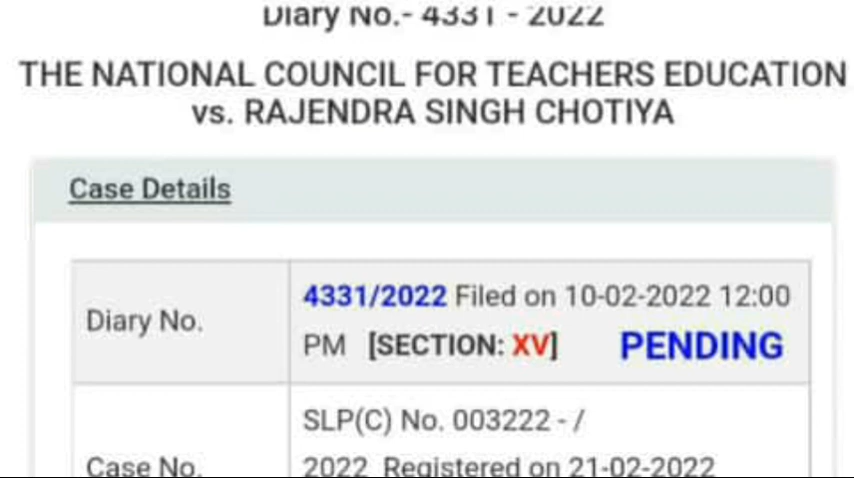 Diary No.- 4331 - 2022
THE NATIONAL COUNCIL FOR TEACHERS EDUCATION
vs. RAJENDRA SINGH CHOTIYA
Case Details
Diary No.
4331/2022 Filed on 10-02-2022 12:00
PM [SECTION: XV] PENDING
SLP(C) No. 003222 - /
Case No.
2022 Registered on 21-02-2022